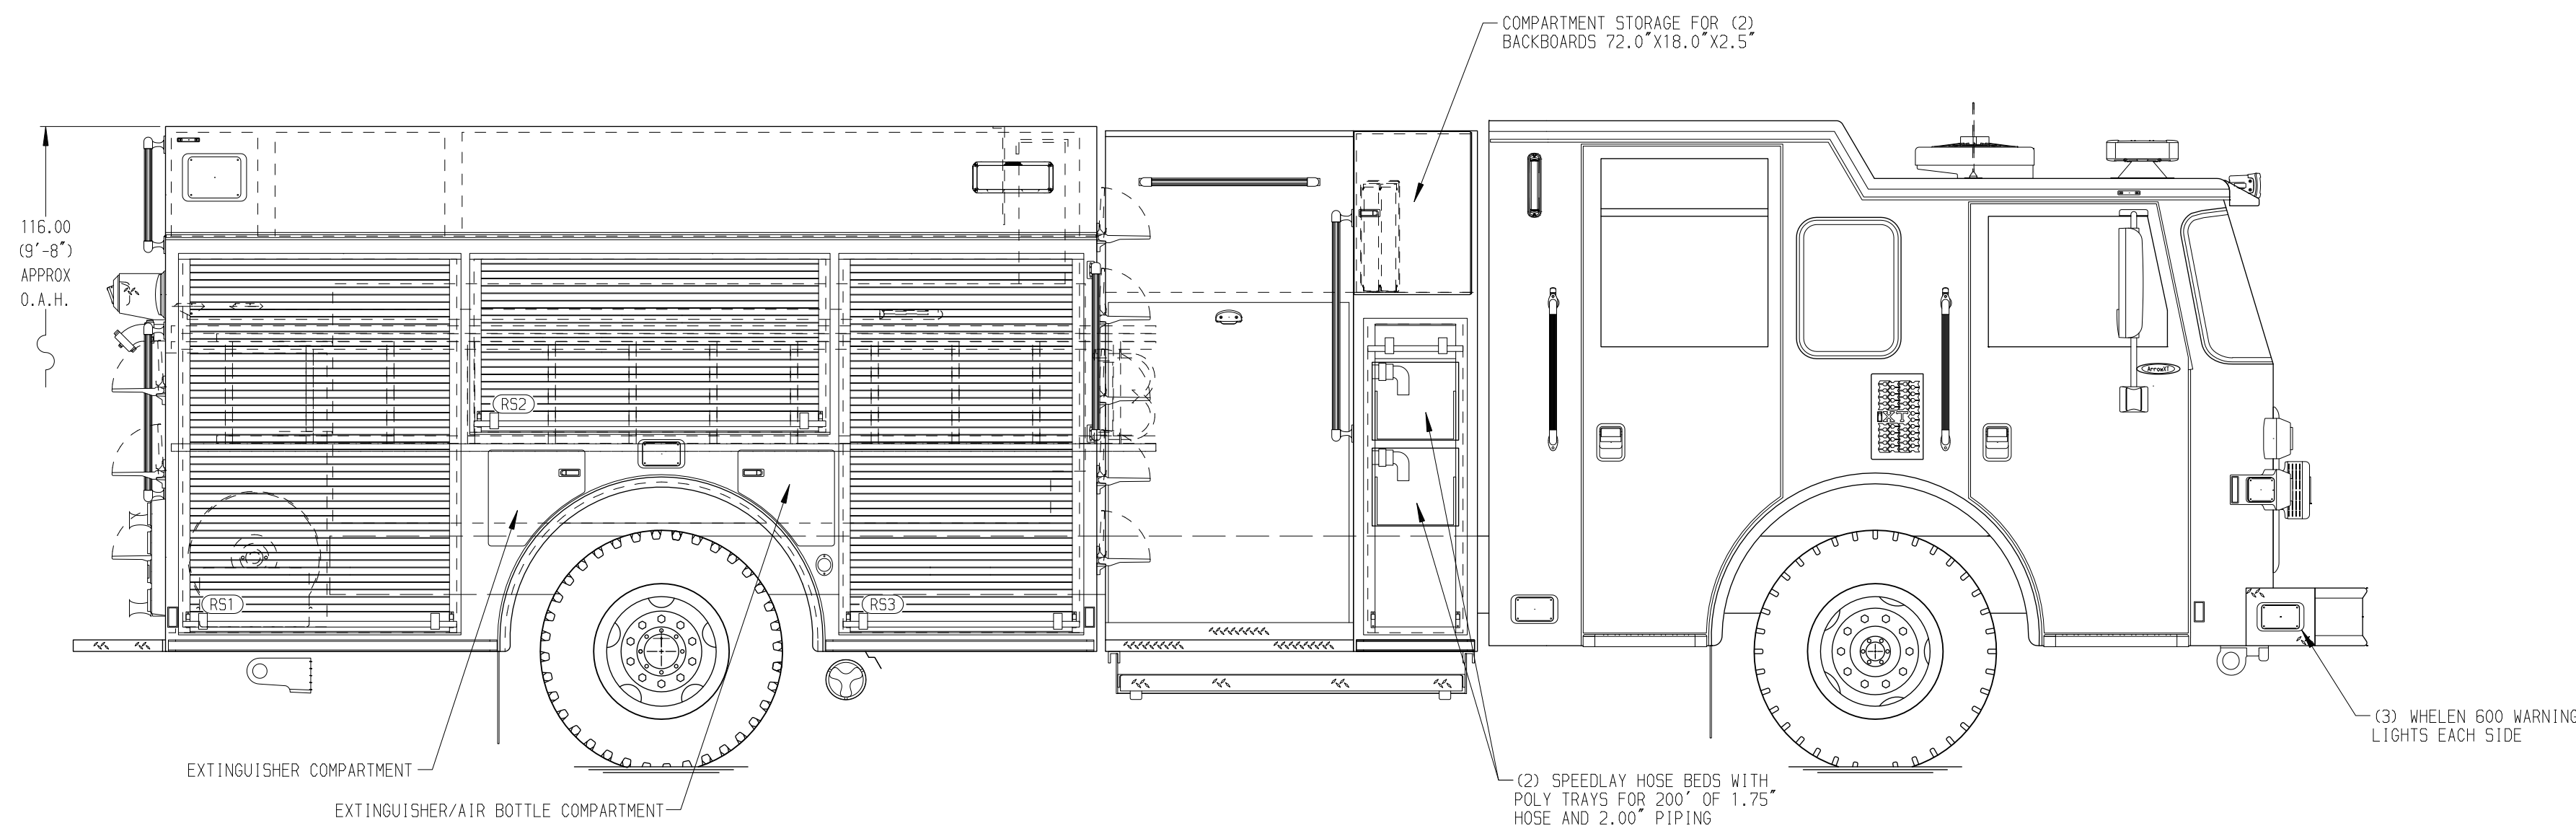 COMPARTMENT STORAGE FOR (2)
BACKBOARDS 72.0"X18.0"X2.5"
116.00
(9'-8")
APPROX
O.A.H.
RS2
RS1
RS3
ArrowXT
XT
EXTINGUISHER COMPARTMENT
EXTINGUISHER/AIR BOTTLE COMPARTMENT
(2) SPEEDLAY HOSE BEDS WITH
POLY TRAYS FOR 200' OF 1.75"
HOSE AND 2.00" PIPING
(3) WHELEN 600 WARNING
LIGHTS EACH SIDE